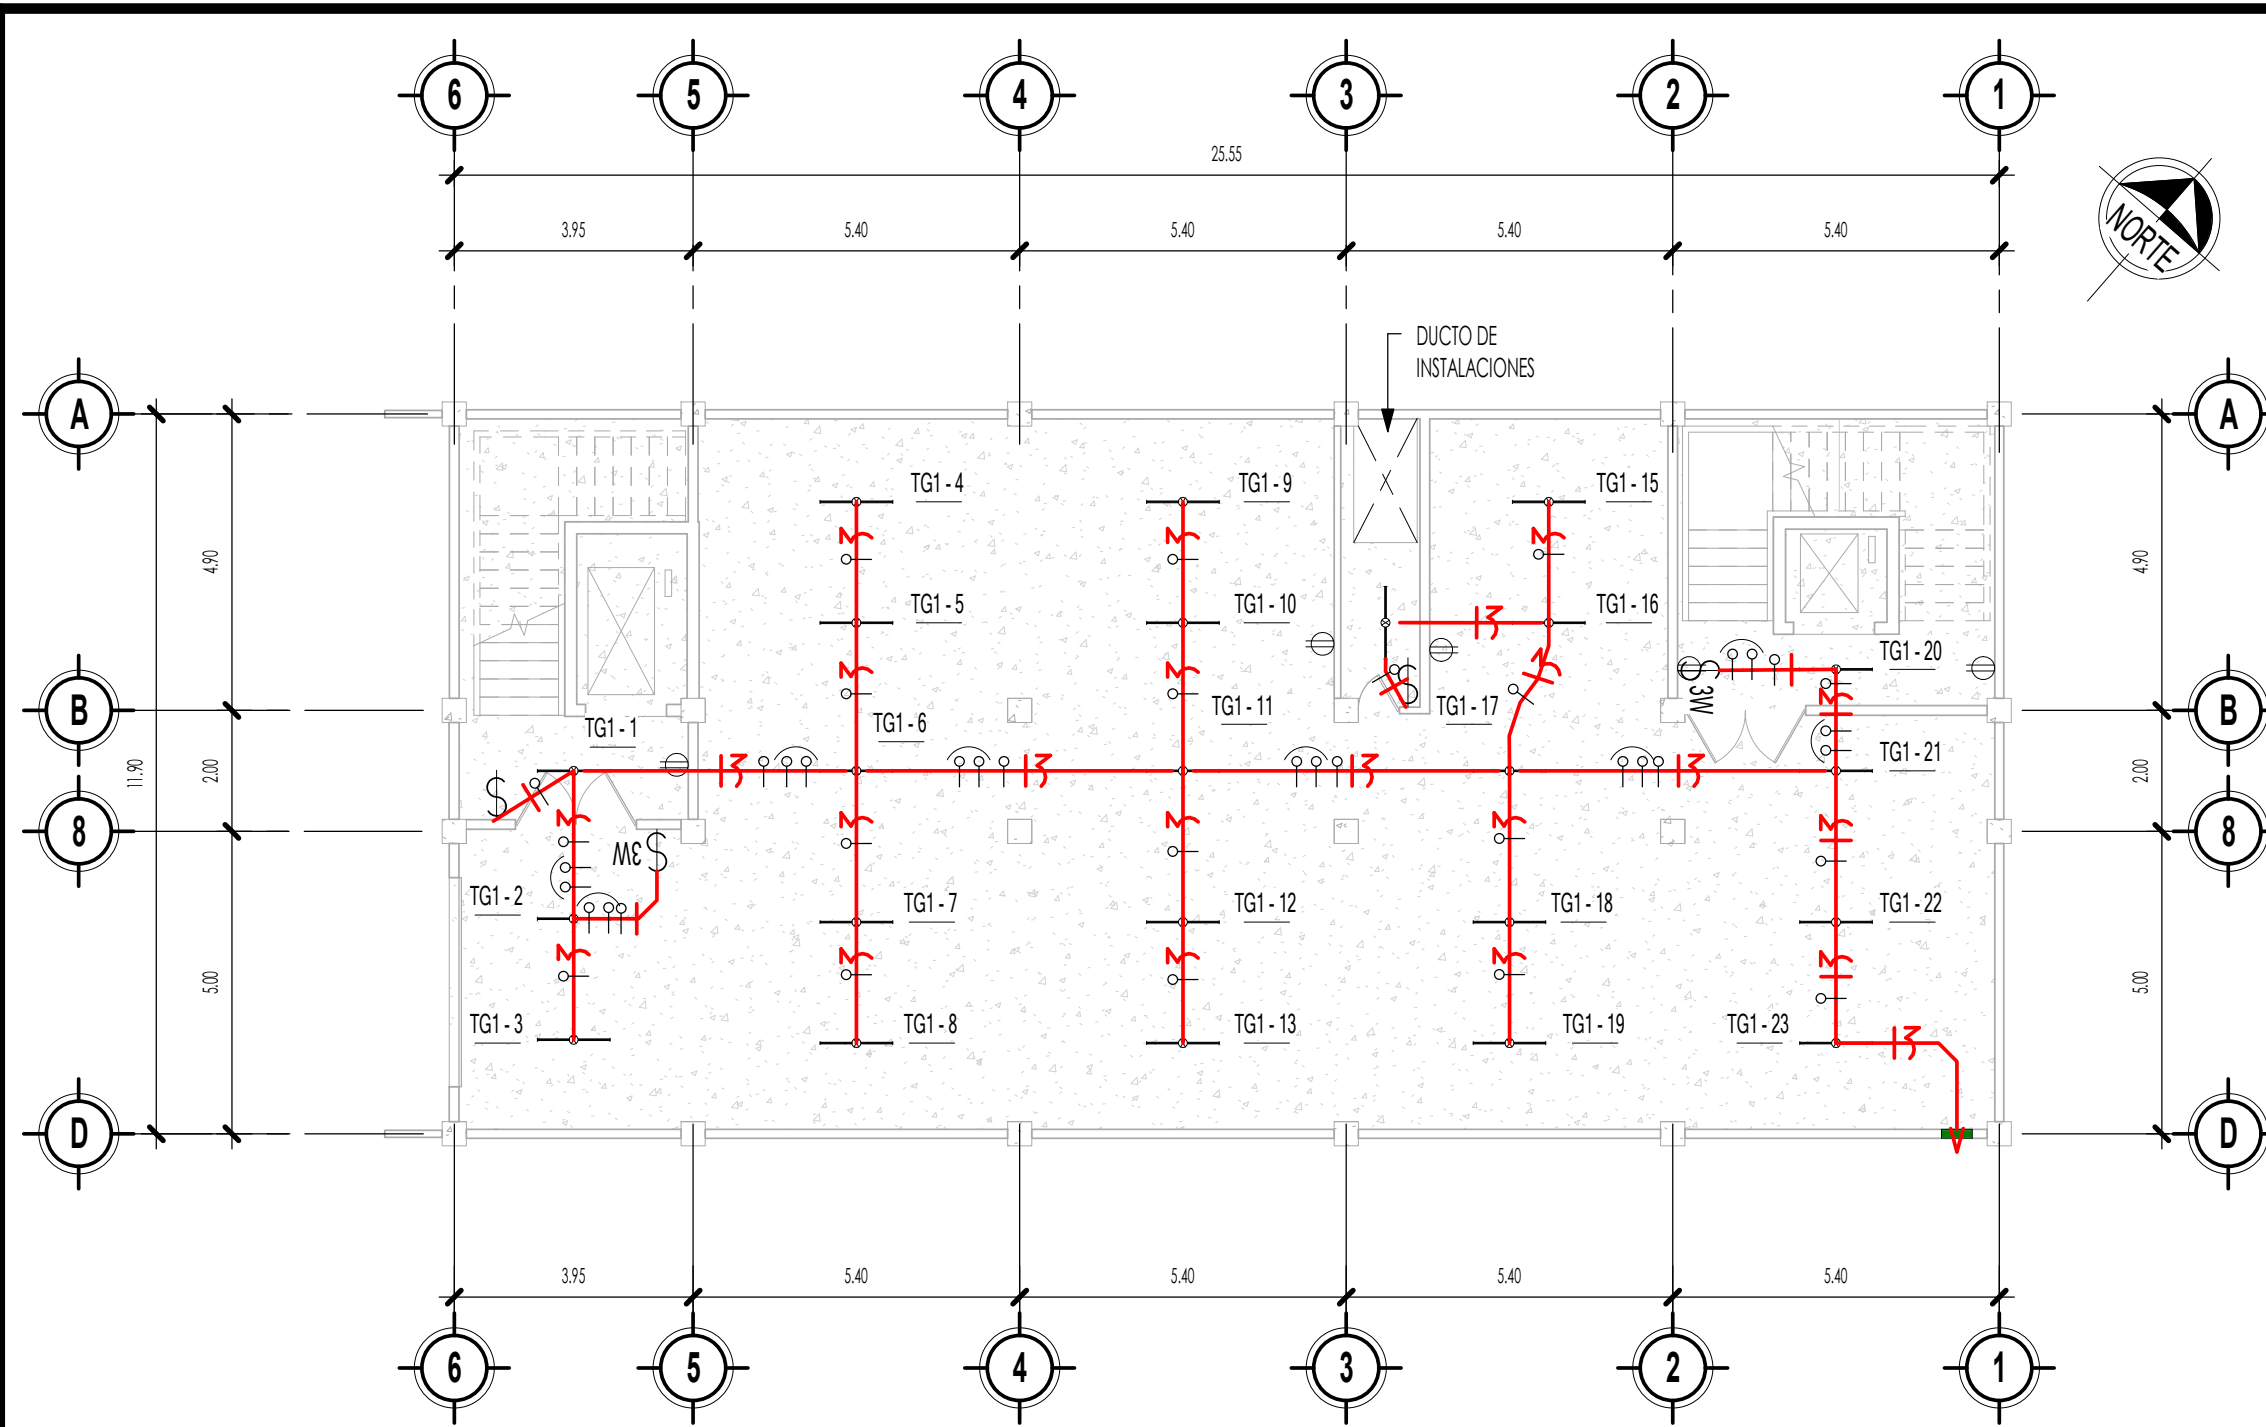 6 5 4 3 2 1
25.55
3.95 5.40 5.40 5.40 5.40
NORTE
DUCTO DE
INSTALACIONES
A A
TG1 - 4 TG1 - 9 TG1 - 15
4.90 4.90
TG1 - 5 TG1 - 10 TG1 - 16
TG1 - 20
S S 3W
B TG1 - 1 TG1 - 6 TG1 - 11 TG1 - 17 B
TG1 - 21
11.90 2.00 2.00
S
8 8
3W S
TG1 - 2 TG1 - 7 TG1 - 12 TG1 - 18 TG1 - 22
5.00 5.00
TG1 - 3 TG1 - 8 TG1 - 13 TG1 - 19 TG1 - 23
D D
3.95 5.40 5.40 5.40 5.40
6 5 4 3 2 1